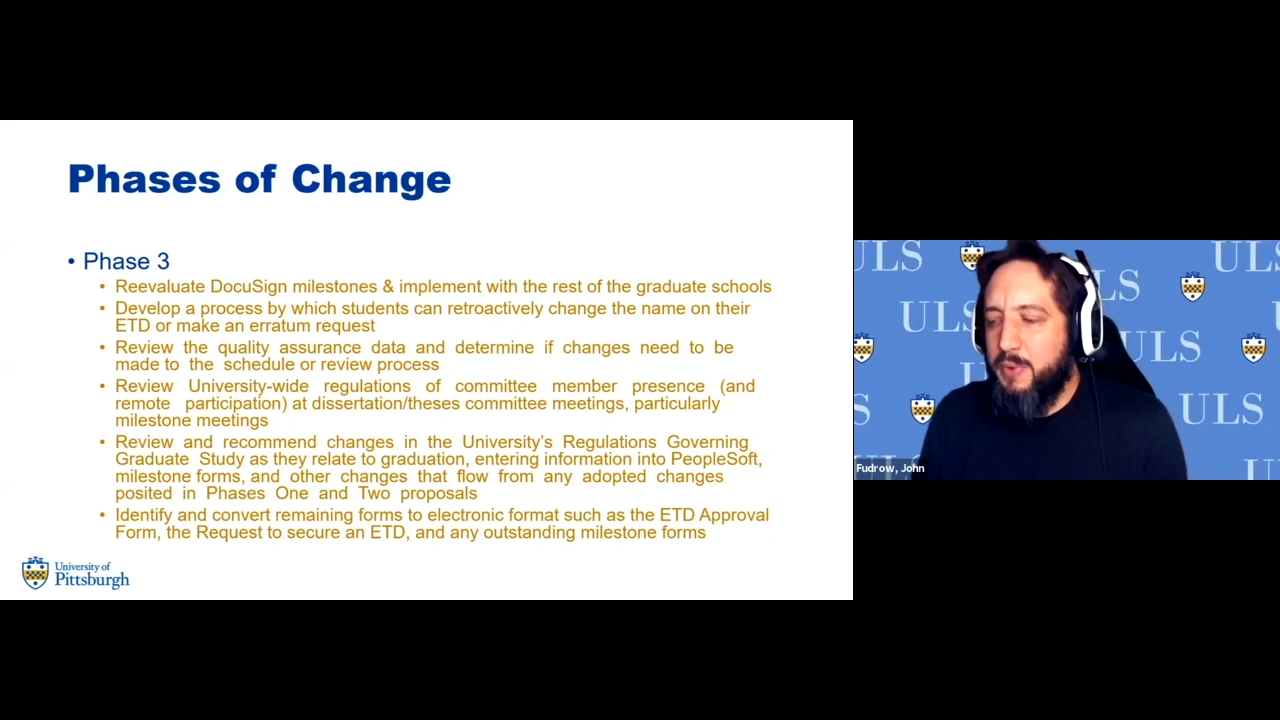 Phases of Change
• Phase 3
• Reevaluate DocuSign milestones & implement with the rest of the graduate schools
• Develop a process by which students can retroactively change the name on their
ETD or make an erratum request
• Review the quality assurance data and determine if changes need to be
made to the schedule or review process
• Review University-wide regulations of committee member presence (and
remote participation) at dissertation/theses committee meetings, particularly
milestone meetings
• Review and recommend changes in the University’s Regulations Governing
Graduate Study as they relate to graduation, entering information into PeopleSoft,
milestone forms, and other changes that flow from any adopted changes
posited in Phases One and Two proposals
• Identify and convert remaining forms to electronic format such as the ETD Approval
Form, the Request to secure an ETD, and any outstanding milestone forms
University of
Pittsburgh
ULS
ULS
ULS
ULS
ULS
ULS
Fudrow, John